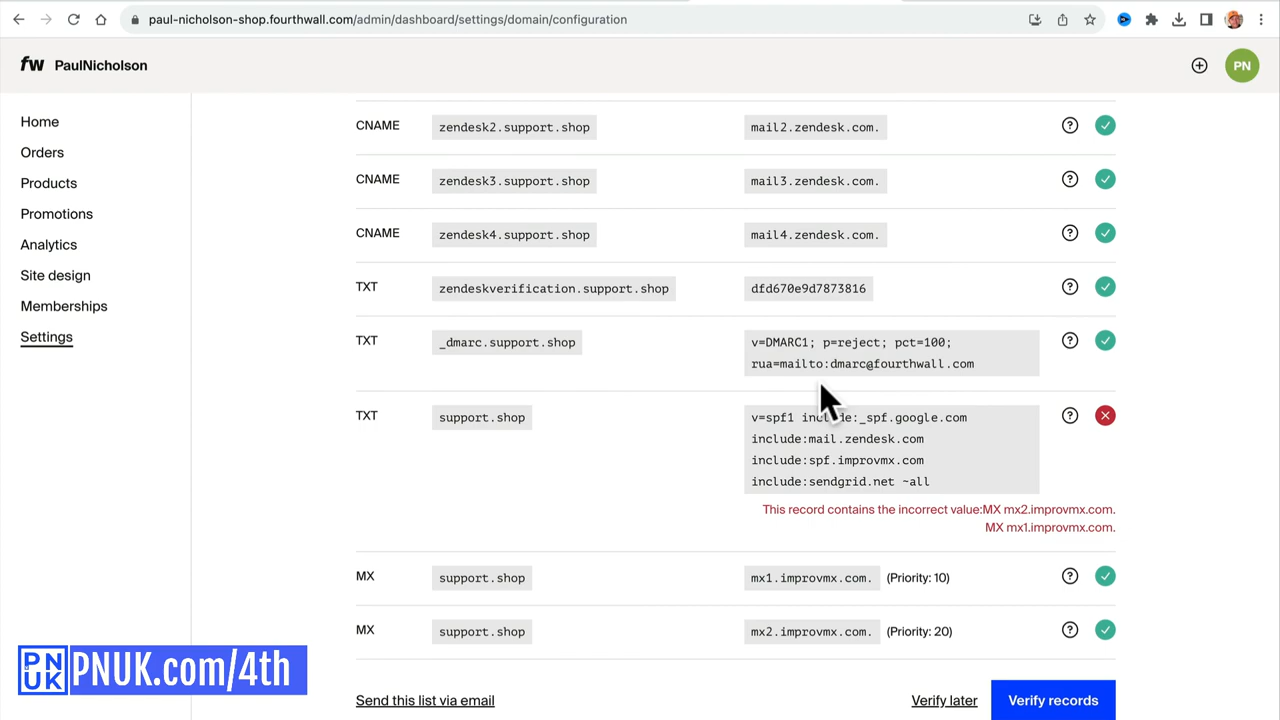 paul-nicholson-shop.fourthwall.com/admin/dashboard/settings/domain/configuration
fw PaulNicholson
PN
Home
Orders
Products
Promotions
Analytics
Site design
Memberships
Settings
CNAME zendesk2.support.shop mail2.zendesk.com.
CNAME zendesk3.support.shop mail3.zendesk.com.
CNAME zendesk4.support.shop mail4.zendesk.com.
TXT zendeskverification.support.shop dfd670e9d7873816
TXT _dmarc.support.shop v=DMARC1; p=reject; pct=100;
rua=mailto:dmarc@fourthwall.com
TXT support.shop v=spf1 include:_spf.google.com
include:mail.zendesk.com
include:spf.improvmx.com
include:sendgrid.net ~all
This record contains the incorrect value:MX mx2.improvmx.com.
MX mx1.improvmx.com.
MX support.shop mx1.improvmx.com. (Priority: 10)
MX support.shop mx2.improvmx.com. (Priority: 20)
Send this list via email Verify later Verify records
PN
UK
PNUK.com/4th